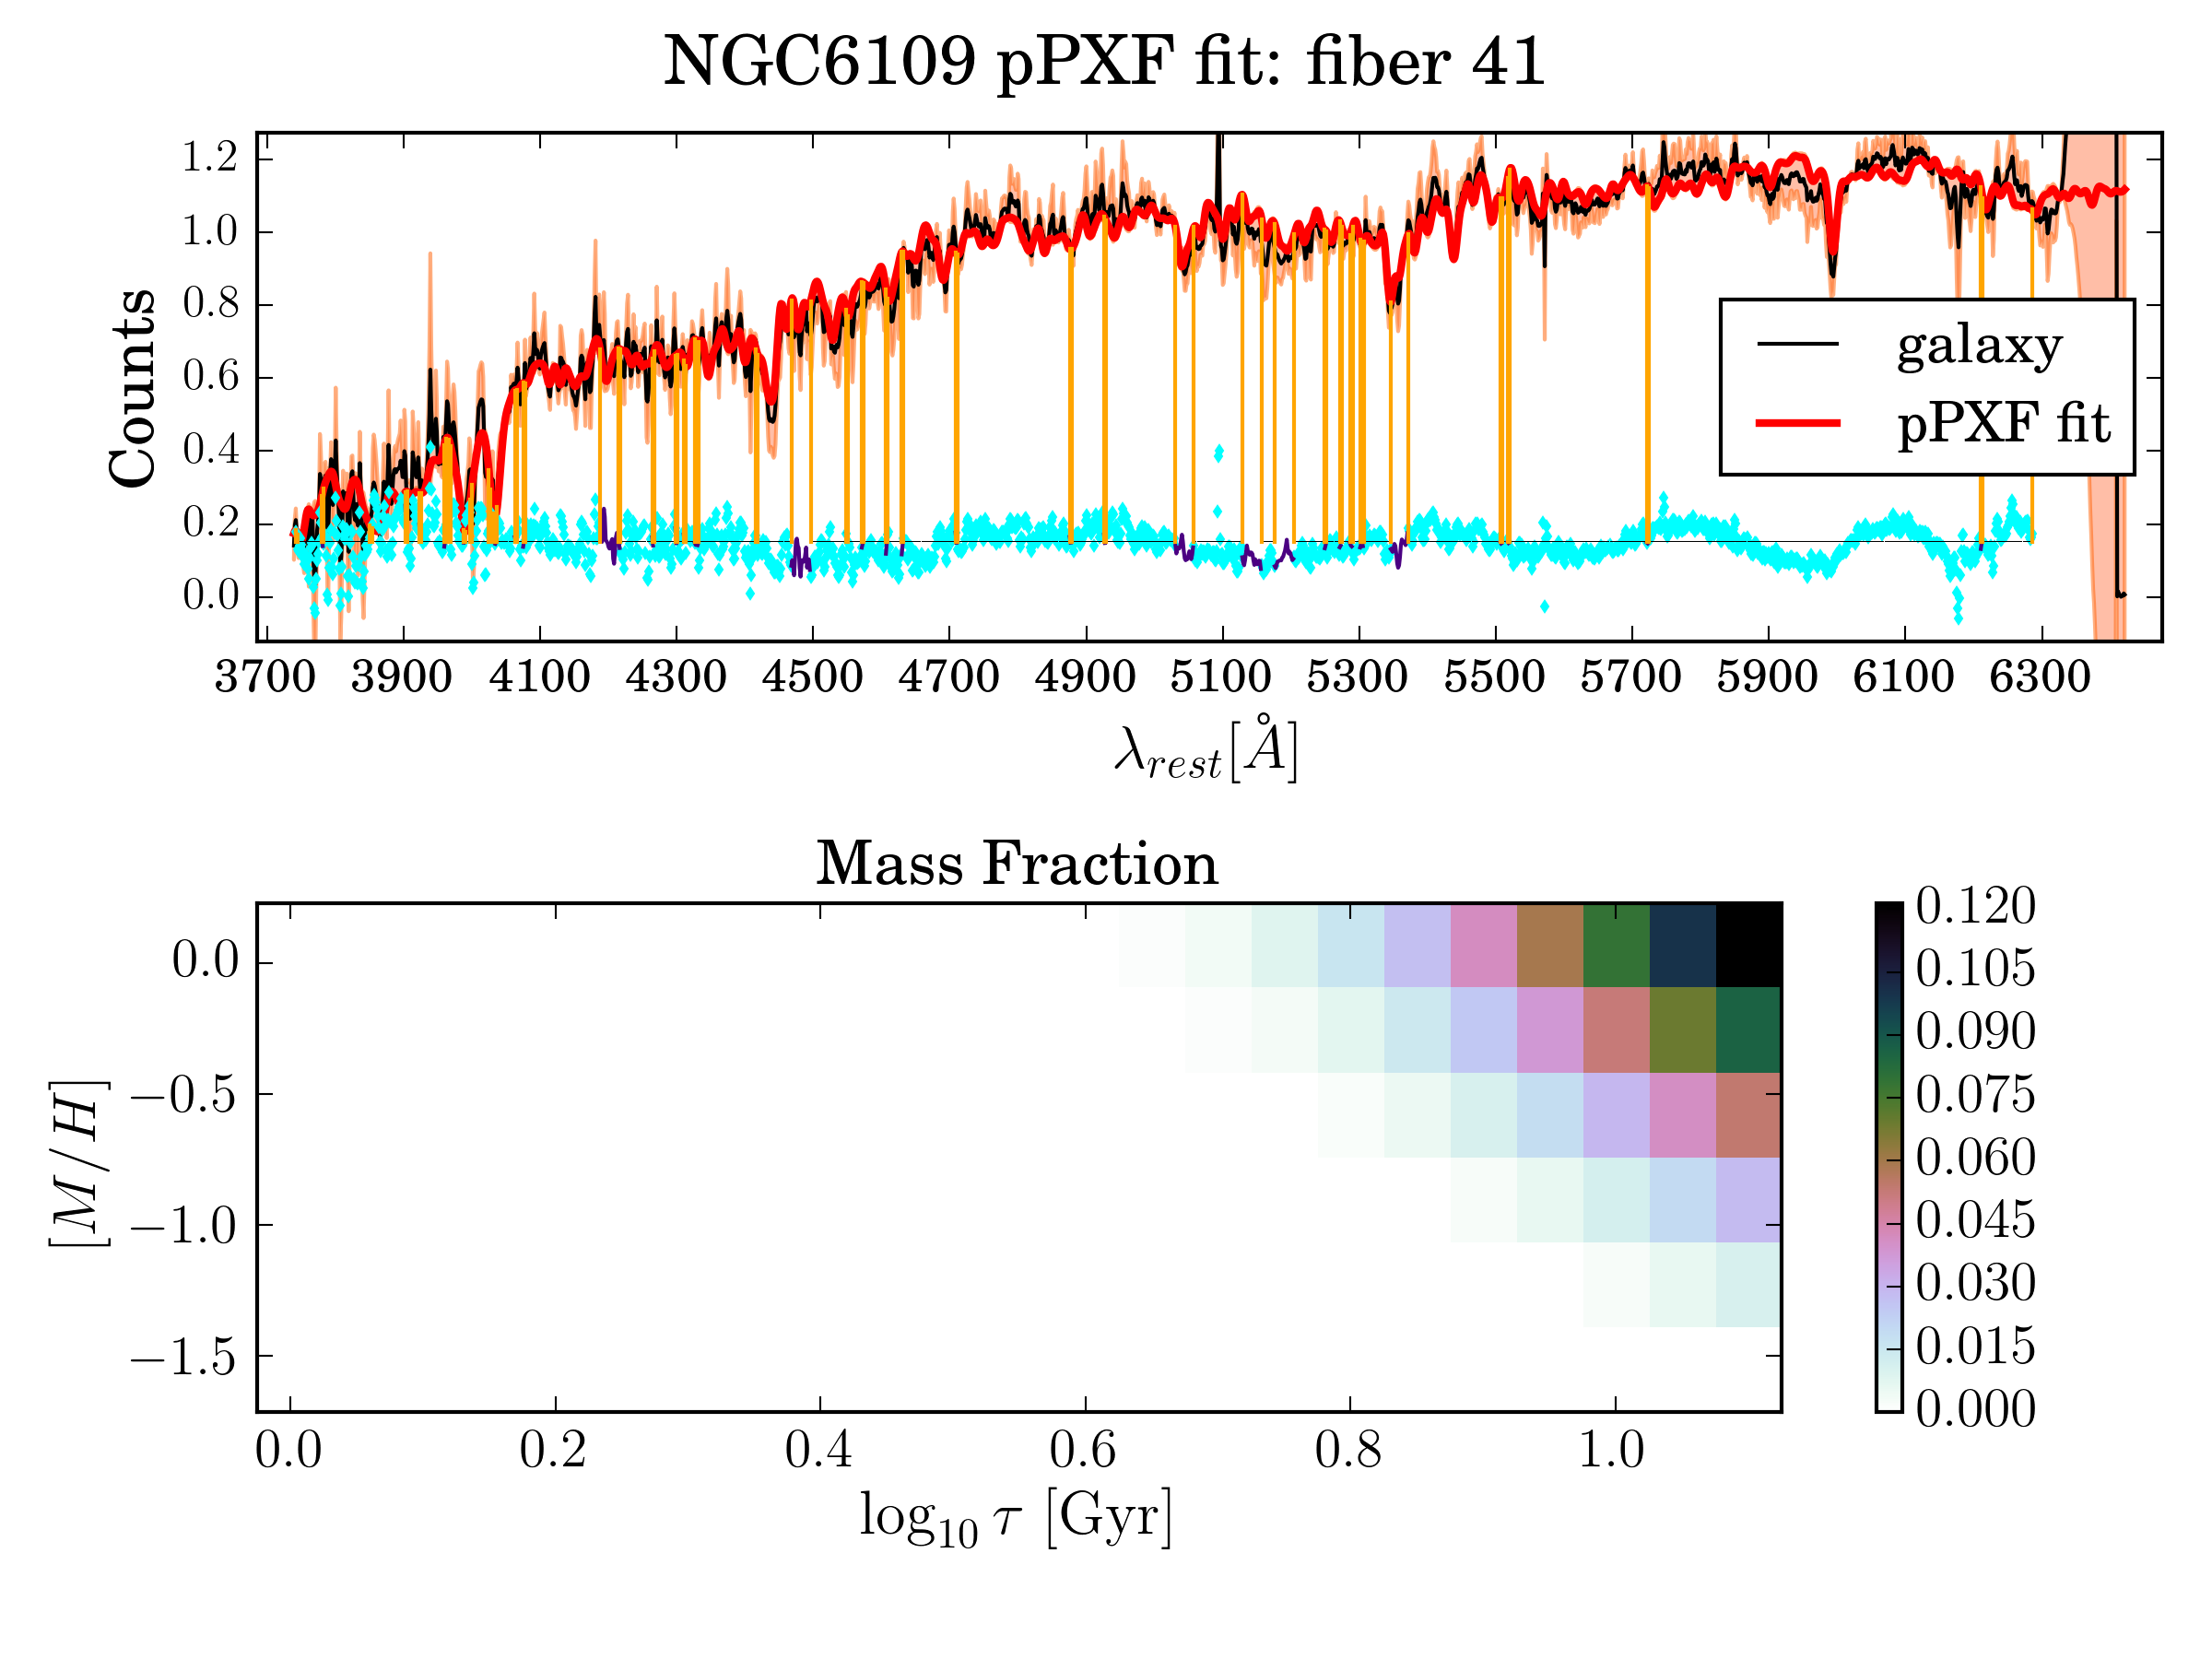 NGC6109 pPXF fit: fiber 41
Counts
1.2
1.0
0.8
0.6
0.4
0.2
0.0
galaxy
pPXF fit
3700 3900 4100 4300 4500 4700 4900 5100 5300 5500 5700 5900 6100 6300
λrest[Å]
Mass Fraction
[M/H]
0.0
−0.5
−1.0
−1.5
0.0 0.2 0.4 0.6 0.8 1.0
log10 τ [Gyr]
0.120
0.105
0.090
0.075
0.060
0.045
0.030
0.015
0.000